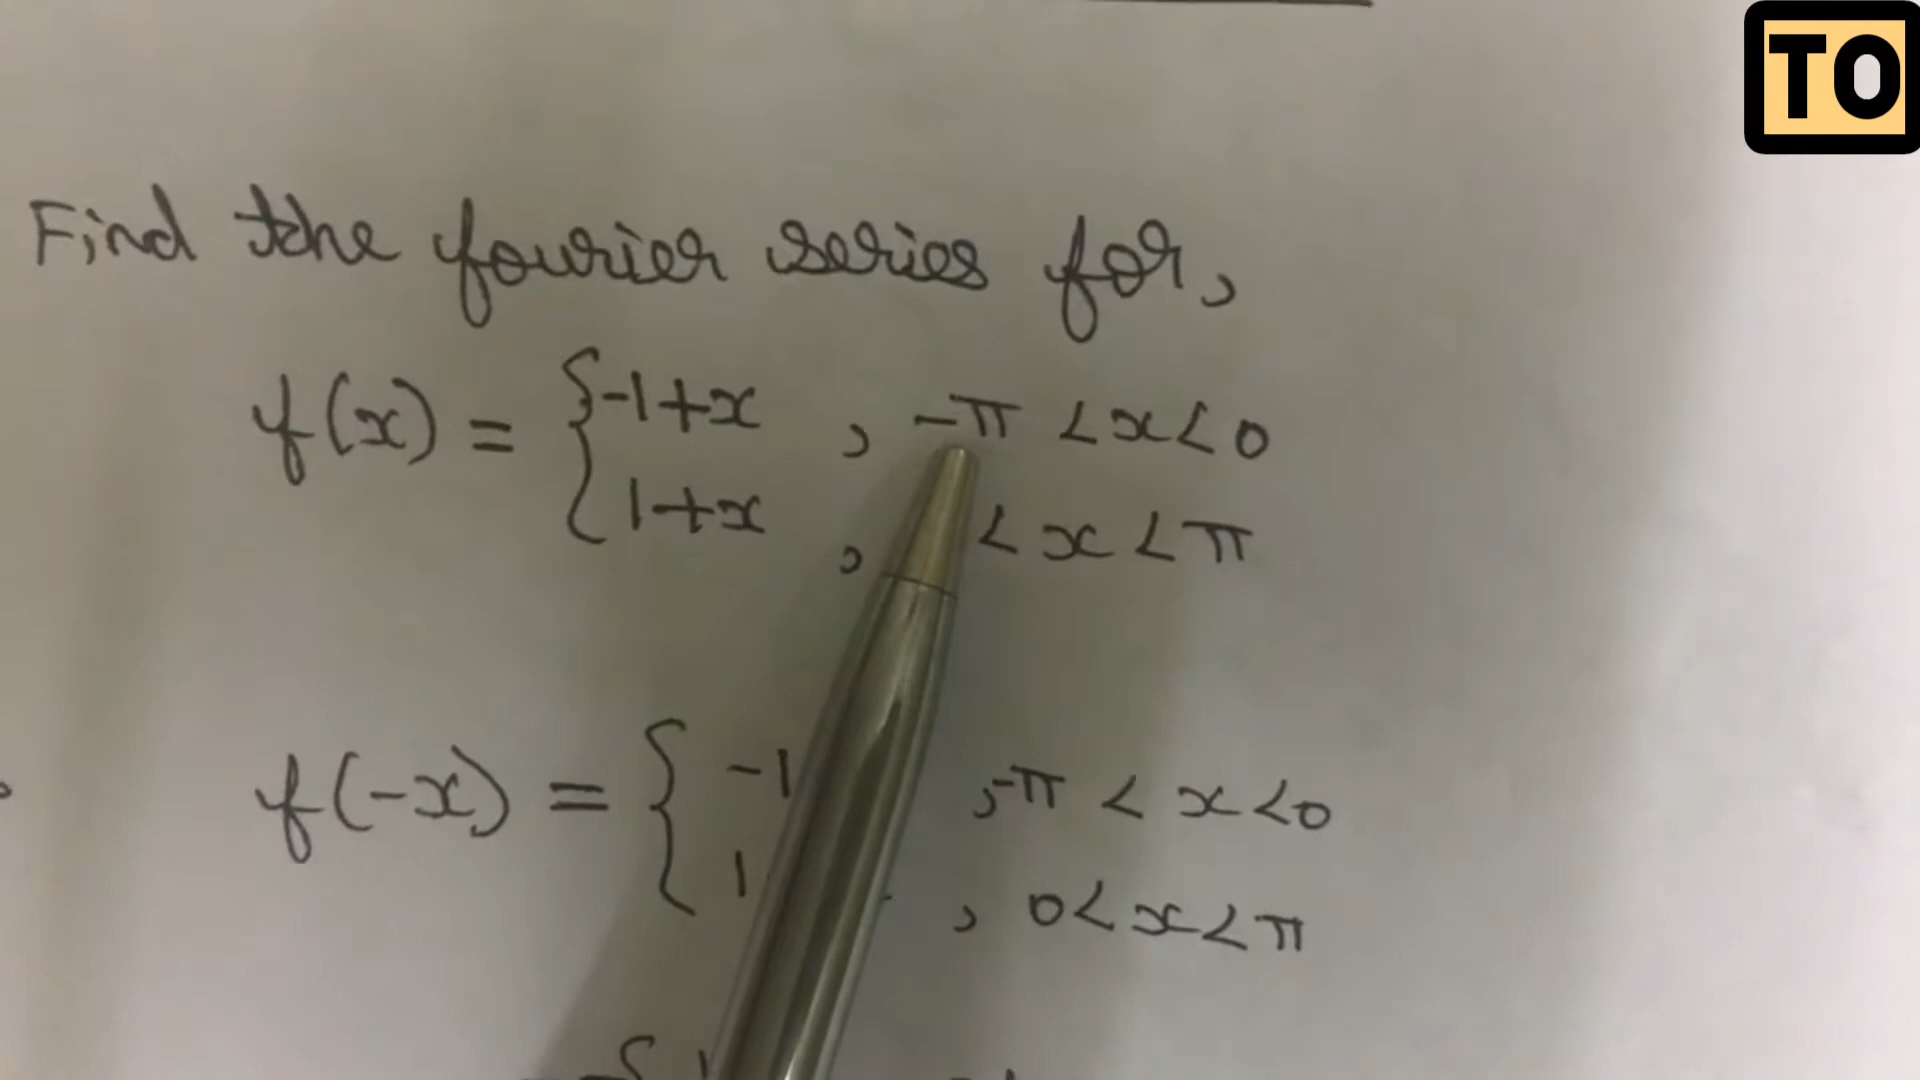 TO
Find the fourier series for,
f(x) = { -1+x , -π < x < 0
1+x , < x < π
f(-x) = { -1 , -π < x < 0
1 , 0 < x < π